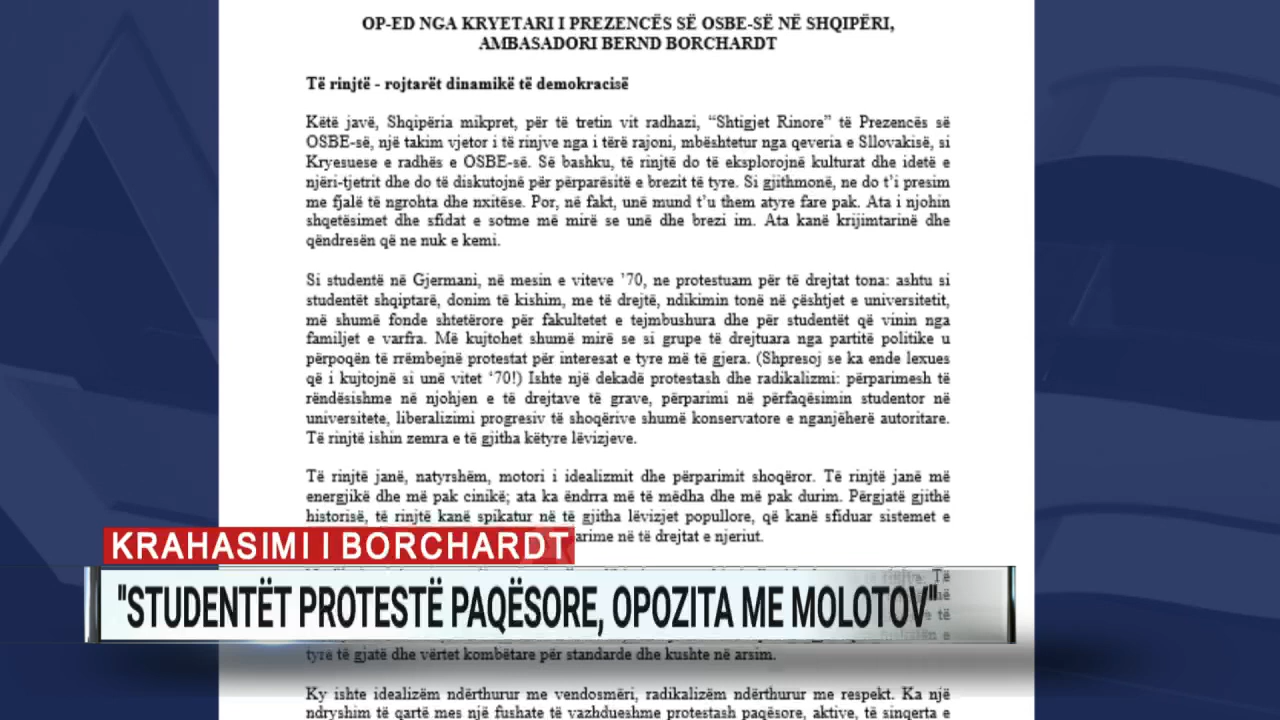 OP-ED NGA KRYETARI I PREZENCËS SË OSBE-SË NË SHQIPËRI,
AMBASADORI BERND BORCHARDT
Të rinjtë - rojtarët dinamikë të demokracisë
Këtë javë, Shqipëria mikpret, për të tretin vit radhazi, “Shtigjet Rinore” të Prezencës së
OSBE-së, një takim vjetor i të rinjve nga i tërë rajoni, mbështetur nga qeveria e Sllovakisë, si
Kryesuese e radhës e OSBE-së. Së bashku, të rinjtë do të eksplorojnë kulturat dhe idetë e
njëri-tjetrit dhe do të diskutojnë për përparësitë e brezit të tyre. Si gjithmonë, ne do t’i presim
me fjalë të ngrohta dhe nxitëse. Por, në fakt, unë mund t’u them atyre fare pak. Ata i njohin
shqetësimet dhe sfidat e sotme më mirë se unë dhe brezi im. Ata kanë krijimtarinë dhe
qëndresën që ne nuk e kemi.
Si studentë në Gjermani, në mesin e viteve ’70, ne protestuam për të drejtat tona: ashtu si
studentët shqiptarë, donim të kishim, me të drejtë, ndikimin tonë në çështjet e universitetit,
më shumë fonde shtetërore për fakultetet e tejmbushura dhe për studentët që vinin nga
familjet e varfra. Më kujtohet shumë mirë se si grupe të drejtuara nga partitë politike u
përpoqën të rrëmbejnë protestat për interesat e tyre më të gjera. (Shpresoj se ka ende lexues
që i kujtojnë si unë vitet ‘70!) Ishte një dekadë protestash dhe radikalizmi: përparimesh të
rëndësishme në njohjen e të drejtave të grave, përparimi në përfaqësimin studentor në
universitete, liberalizimi progresiv të shoqërive shumë konservatore e nganjëherë autoritare.
Të rinjtë ishin zemra e të gjitha këtyre lëvizjeve.
Të rinjtë janë, natyrshëm, motori i idealizmit dhe përparimit shoqëror. Të rinjtë janë më
energjikë dhe më pak cinikë; ata ka ëndrra më të mëdha dhe më pak durim. Përgjatë gjithë
historisë, të rinjtë kanë spikatur në të gjitha lëvizjet popullore, që kanë sfiduar sistemet e
arime në të drejtat e njeriut.
KRAHASIMI I BORCHARDT
Të
"STUDENTËT PROTESTË PAQËSORE, OPOZITA ME MOLOTOV"
të
tyre të gjatë dhe vërtet kombëtare për standarde dhe kushte në arsim.
Ky ishte idealizëm ndërthurur me vendosmëri, radikalizëm ndërthurur me respekt. Ka një
ndryshim të qartë mes një fushate të vazhdueshme protestash paqësore, aktive, të singerta e